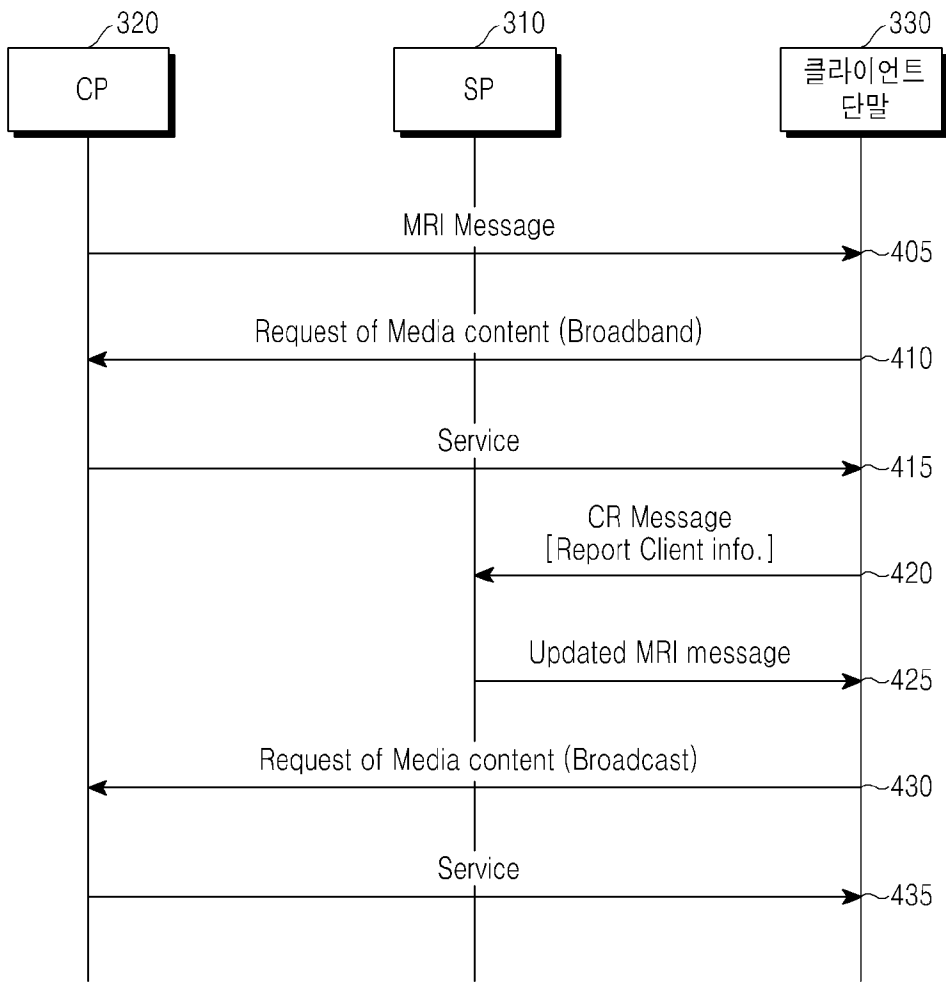 320
310
330
CP
SP
클라이언트
단말
MRI Message
405
Request of Media content (Broadband)
410
Service
415
CR Message
[Report Client info.]
420
Updated MRI message
425
Request of Media content (Broadcast)
430
Service
435